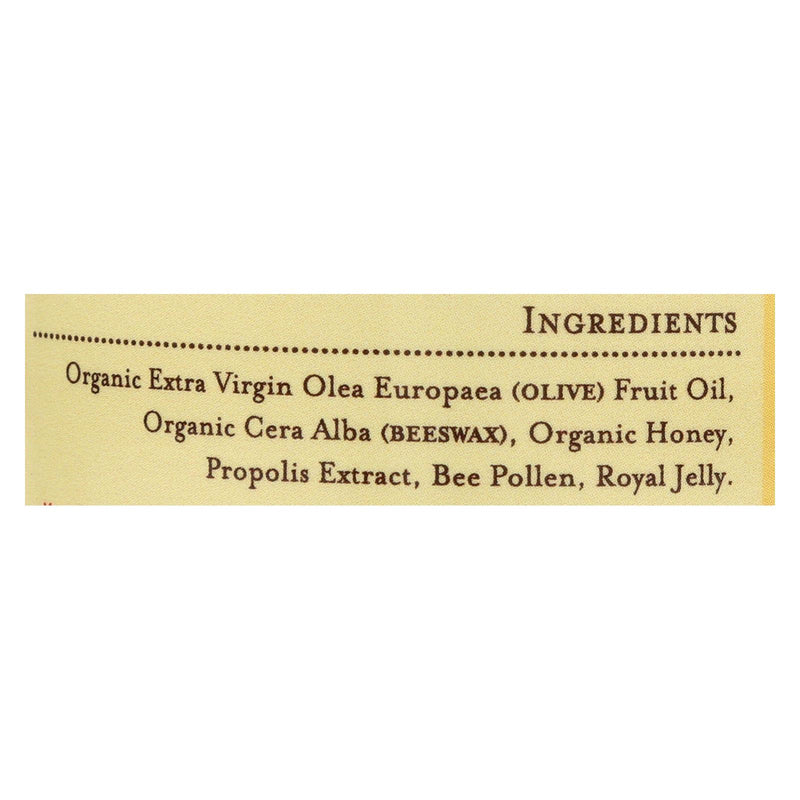 INGREDIENTS
Organic Extra Virgin Olea Europaea (OLIVE) Fruit Oil,
Organic Cera Alba (BEESWAX), Organic Honey,
Propolis Extract, Bee Pollen, Royal Jelly.